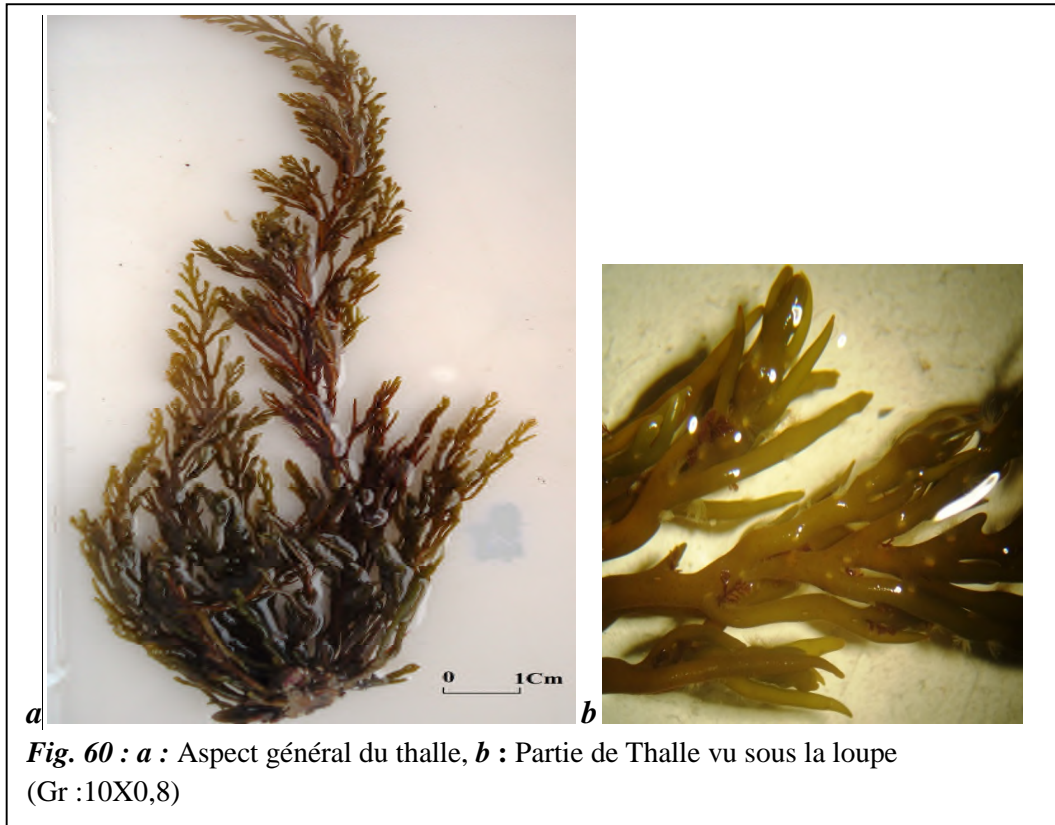 0 1Cm
a b
Fig. 60 : a : Aspect général du thalle, b : Partie de Thalle vu sous la loupe
(Gr :10X0,8)